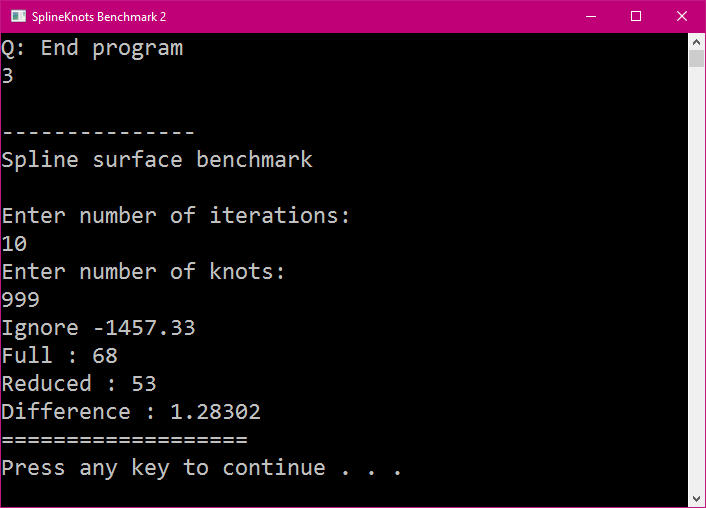 SplineKnots Benchmark 2
Q: End program
3
---------------
Spline surface benchmark
Enter number of iterations:
10
Enter number of knots:
999
Ignore -1457.33
Full : 68
Reduced : 53
Difference : 1.28302
===================
Press any key to continue . . .